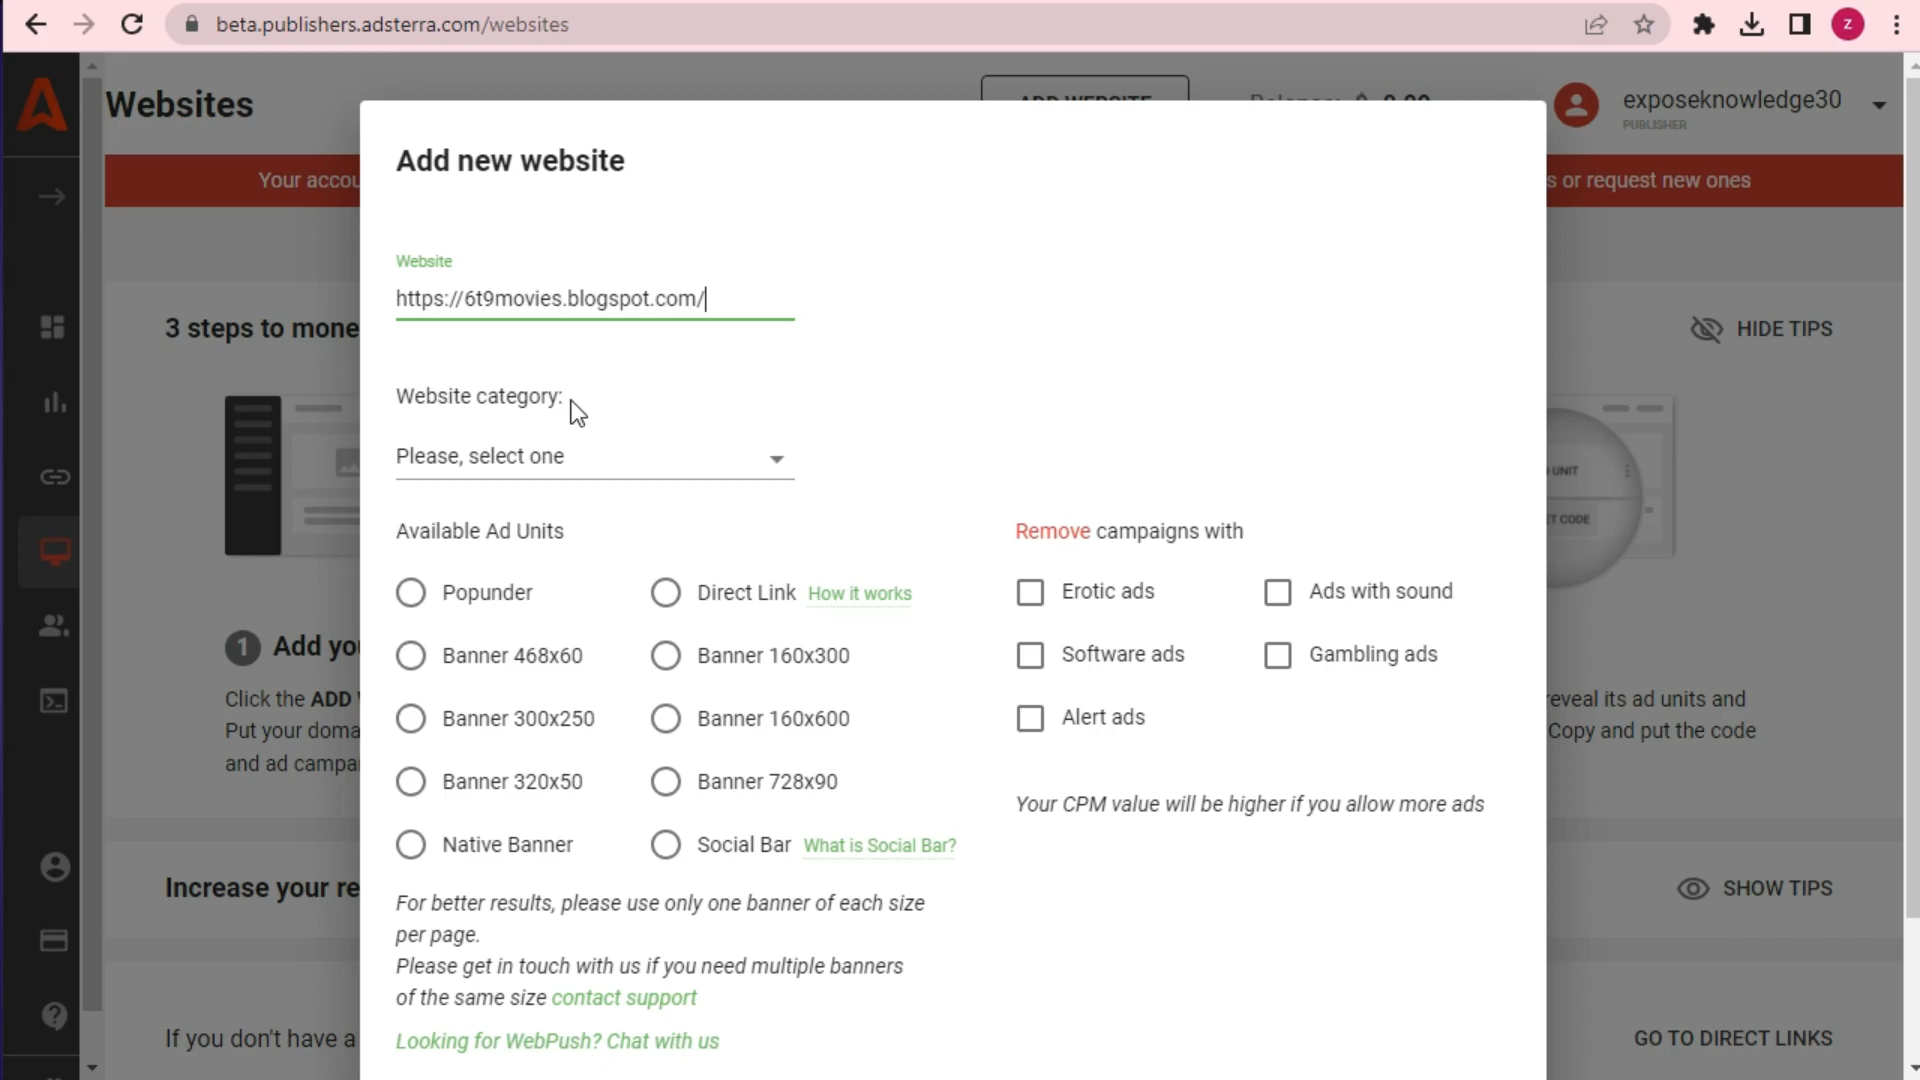 beta.publishers.adsterra.com/websites
z
Websites
exposeknowledge30
PUBLISHER
Your accou
s or request new ones
Add new website
Website
https://6t9movies.blogspot.com/
3 steps to mone
HIDE TIPS
Website category:
Please, select one
Available Ad Units
Remove campaigns with
Popunder
Direct Link How it works
Erotic ads
Ads with sound
Banner 468x60
Banner 160x300
Software ads
Gambling ads
Banner 300x250
Banner 160x600
Alert ads
Banner 320x50
Banner 728x90
Native Banner
Social Bar What is Social Bar?
Your CPM value will be higher if you allow more ads
For better results, please use only one banner of each size
per page.
Please get in touch with us if you need multiple banners
of the same size contact support
Looking for WebPush? Chat with us
UNIT
T CODE
1 Add you
Click the ADD
Put your doma
and ad campai
reveal its ad units and
Copy and put the code
Increase your re
SHOW TIPS
If you don't have a
GO TO DIRECT LINKS